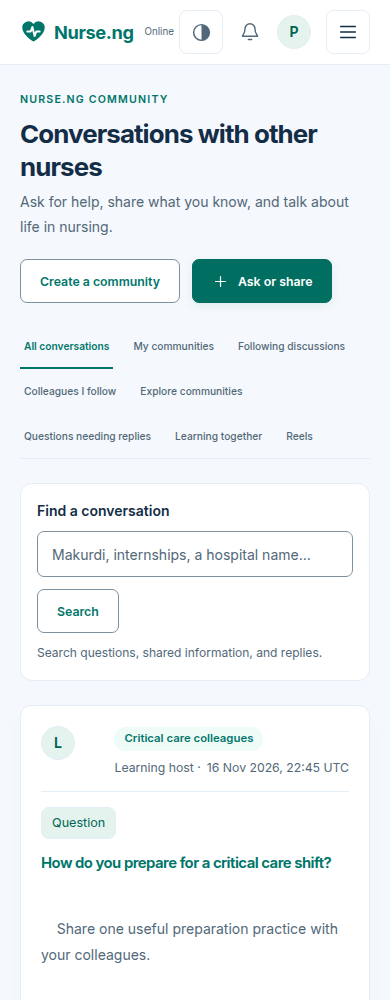 Nurse.ng Online P
NURSE.NG COMMUNITY
Conversations with other
nurses
Ask for help, share what you know, and talk about
life in nursing.
Create a community
Ask or share
All conversations My communities Following discussions
Colleagues I follow Explore communities
Questions needing replies Learning together Reels
Find a conversation
Makurdi, internships, a hospital name...
Search
Search questions, shared information, and replies.
L
Critical care colleagues
Learning host · 16 Nov 2026, 22:45 UTC
Question
How do you prepare for a critical care shift?
Share one useful preparation practice with
your colleagues.